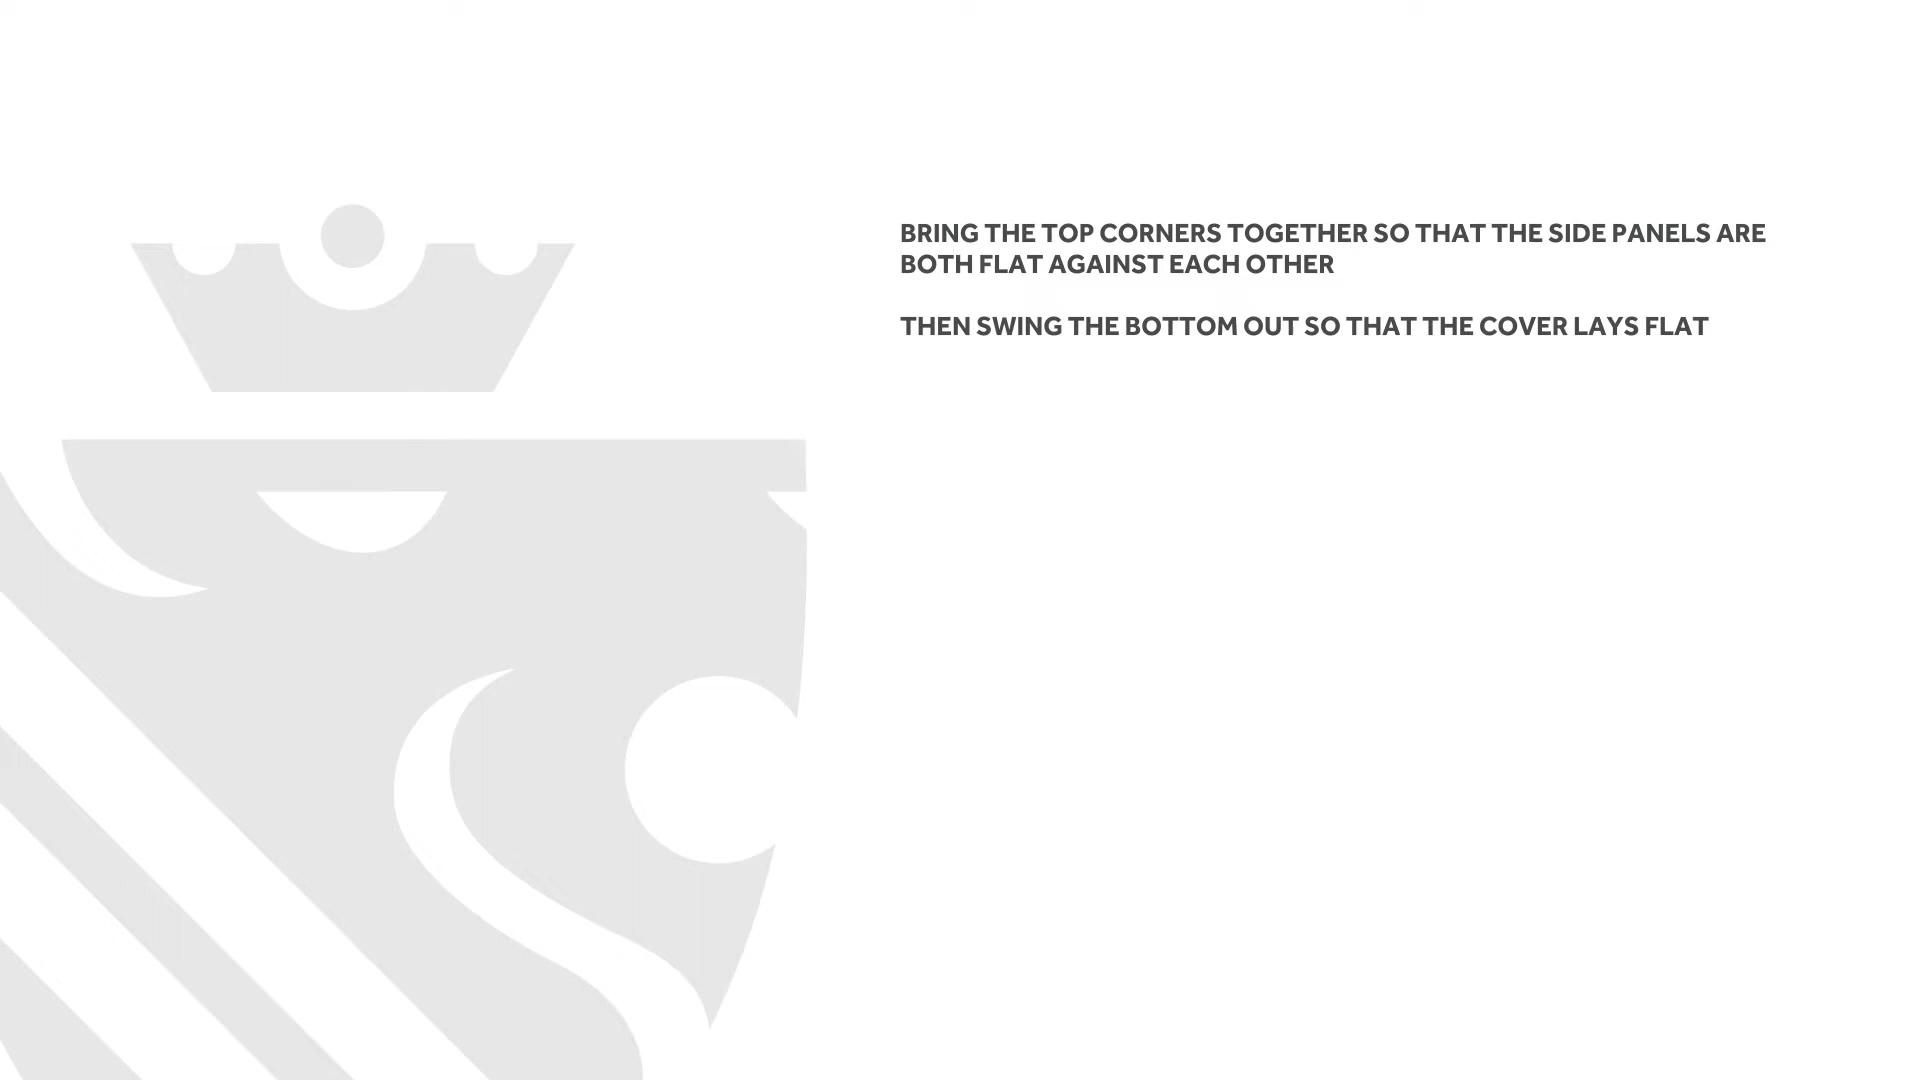 BRING THE TOP CORNERS TOGETHER SO THAT THE SIDE PANELS ARE
BOTH FLAT AGAINST EACH OTHER
THEN SWING THE BOTTOM OUT SO THAT THE COVER LAYS FLAT